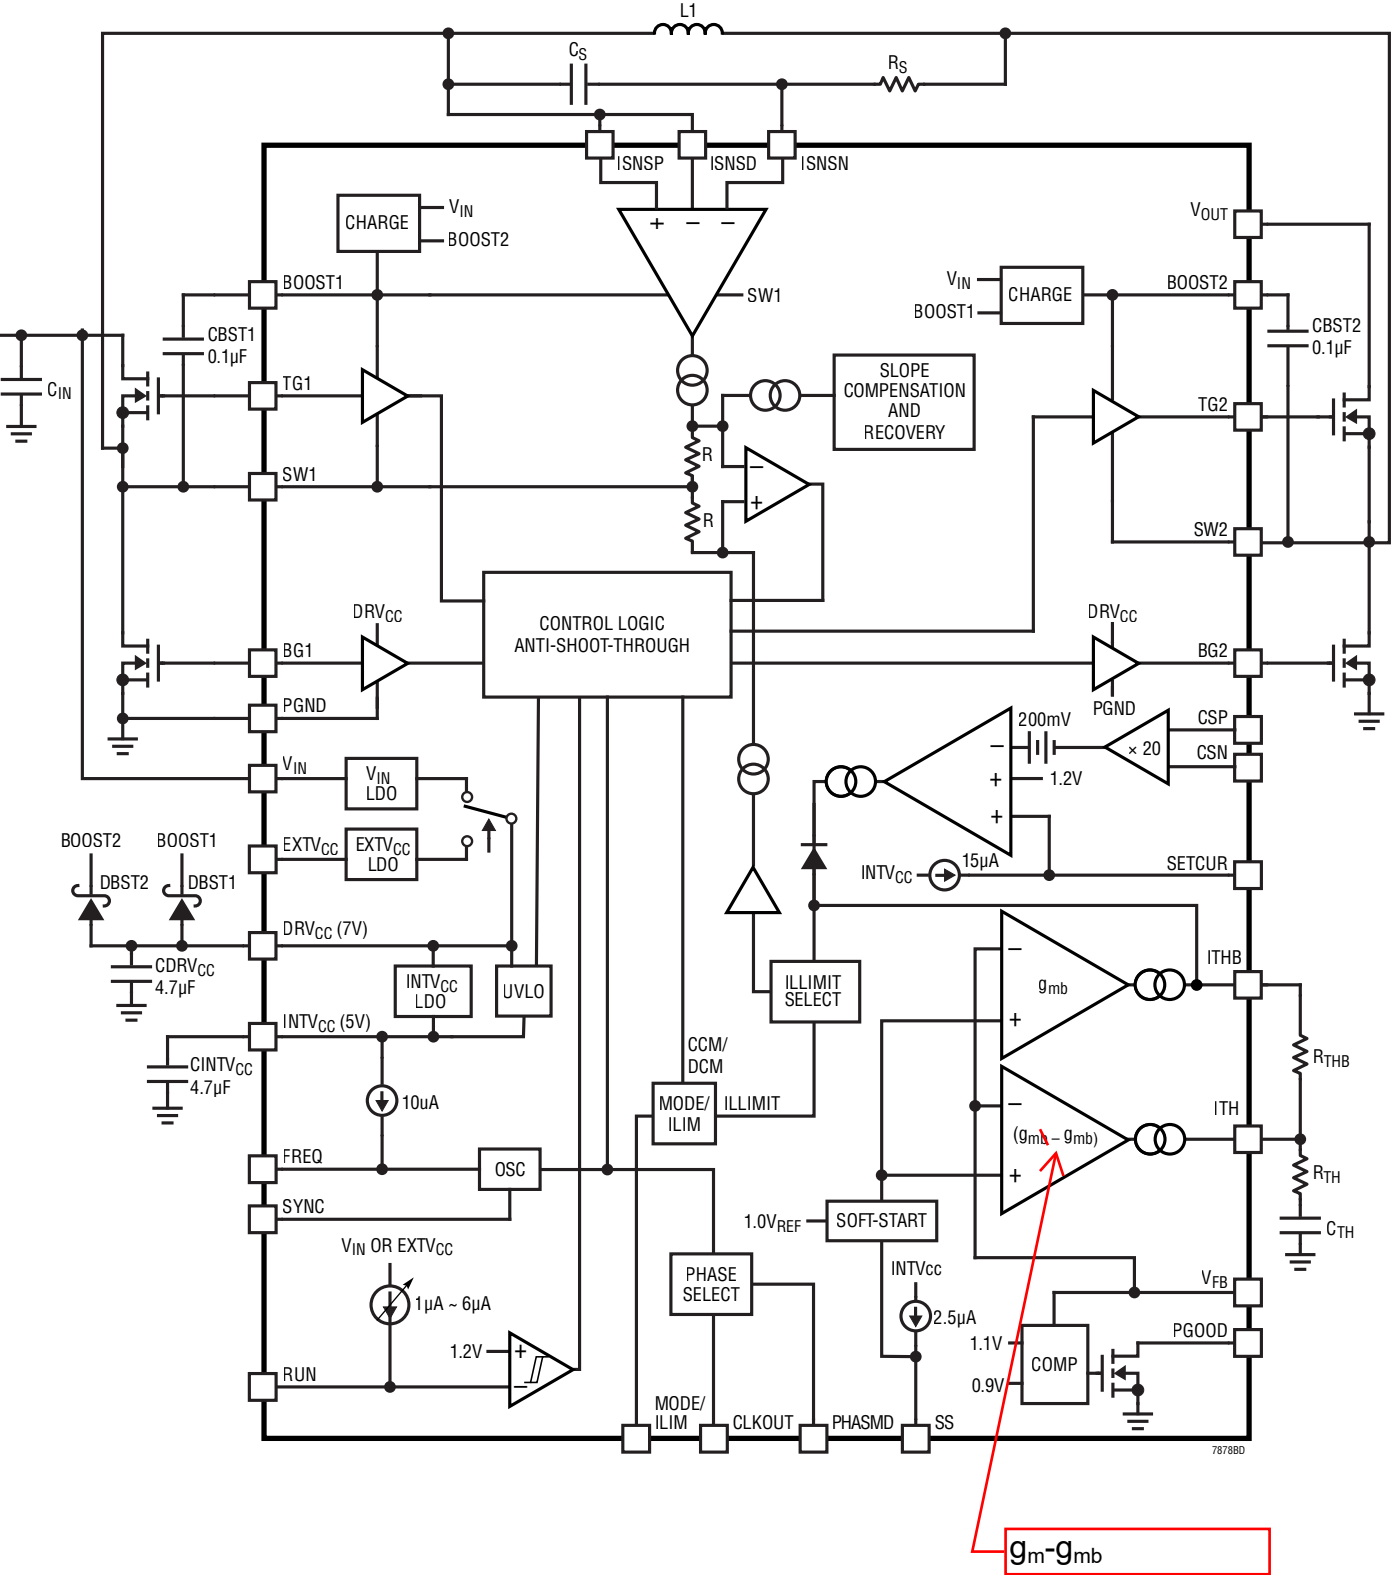 L1
CS
RS
ISNSP
ISNSD
ISNSN
CHARGE
VIN
BOOST2
+ − −
VOUT
BOOST1
SW1
VIN
BOOST1
CHARGE
BOOST2
CBST1
0.1µF
CBST2
0.1µF
CIN
TG1
SLOPE
COMPENSATION
AND
RECOVERY
TG2
R
−
+
SW1
R
SW2
DRVCC
CONTROL LOGIC
ANTI-SHOOT-THROUGH
DRVCC
BG1
BG2
PGND
PGND
200mV
CSP
× 20
CSN
−
+
1.2V
+
VIN
VIN
LDO
EXTVCC
EXTVCC
LDO
15µA
INTVCC
SETCUR
BOOST2
BOOST1
DBST2
DBST1
DRVCC (7V)
CDRVCC
4.7µF
INTVCC
LDO
UVLO
ILLIMIT
SELECT
−
gmb
+
ITHB
INTVCC (5V)
CINTVCC
4.7µF
CCM/
DCM
RTHB
10uA
MODE/
ILIM
ILLIMIT
−
(gmb – gmb)
+
ITH
FREQ
OSC
RTH
SYNC
1.0VREF
SOFT-START
CTH
VIN OR EXTVCC
1µA ~ 6µA
PHASE
SELECT
INTVCC
2.5µA
VFB
PGOOD
1.1V
COMP
0.9V
1.2V
+
−
RUN
MODE/
ILIM
CLKOUT
PHASMD
SS
7878BD
gm-gmb